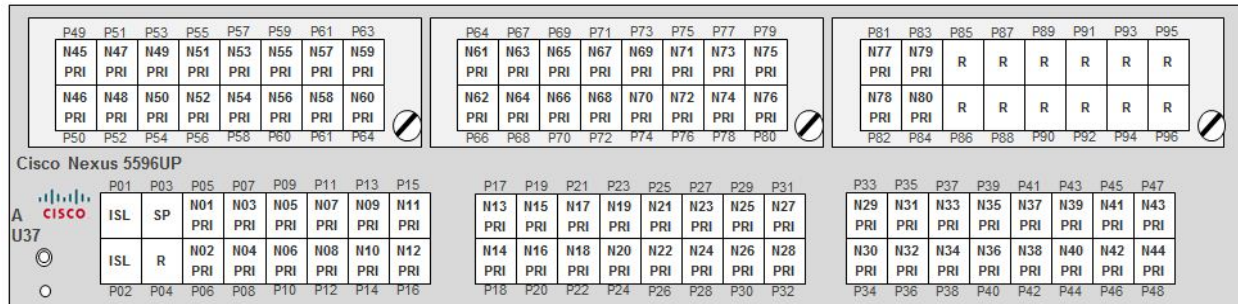 P49 P51 P53 P55 P57 P59 P61 P63 P64 P67 P69 P71 P73 P75 P77 P79 P81 P83 P85 P87 P89 P91 P93 P95
N45 N47 N49 N51 N53 N55 N57 N59 N61 N63 N65 N67 N69 N71 N73 N75 N77 N79 R R R R R R
PRI PRI PRI PRI PRI PRI PRI PRI PRI PRI PRI PRI PRI PRI PRI PRI PRI PRI
N46 N48 N50 N52 N54 N56 N58 N60 N62 N64 N66 N68 N70 N72 N74 N76 N78 N80 R R R R R R
PRI PRI PRI PRI PRI PRI PRI PRI PRI PRI PRI PRI PRI PRI PRI PRI PRI PRI
P50 P52 P54 P56 P58 P60 P61 P64 P66 P68 P70 P72 P74 P76 P78 P80 P82 P84 P86 P88 P90 P92 P94 P96
Cisco Nexus 5596UP
P01 P03 P05 P07 P09 P11 P13 P15 P17 P19 P21 P23 P25 P27 P29 P31 P33 P35 P37 P39 P41 P43 P45 P47
A CISCO ISL SP N01 N03 N05 N07 N09 N11 N13 N15 N17 N19 N21 N23 N25 N27 N29 N31 N33 N35 N37 N39 N41 N43
PRI PRI PRI PRI PRI PRI PRI PRI PRI PRI PRI PRI PRI PRI PRI PRI PRI PRI PRI PRI PRI PRI
U37
ISL R N02 N04 N06 N08 N10 N12 N14 N16 N18 N20 N22 N24 N26 N28 N30 N32 N34 N36 N38 N40 N42 N44
PRI PRI PRI PRI PRI PRI PRI PRI PRI PRI PRI PRI PRI PRI PRI PRI PRI PRI PRI PRI PRI PRI
P02 P04 P06 P08 P10 P12 P14 P16 P18 P20 P22 P24 P26 P28 P30 P32 P34 P36 P38 P40 P42 P44 P46 P48